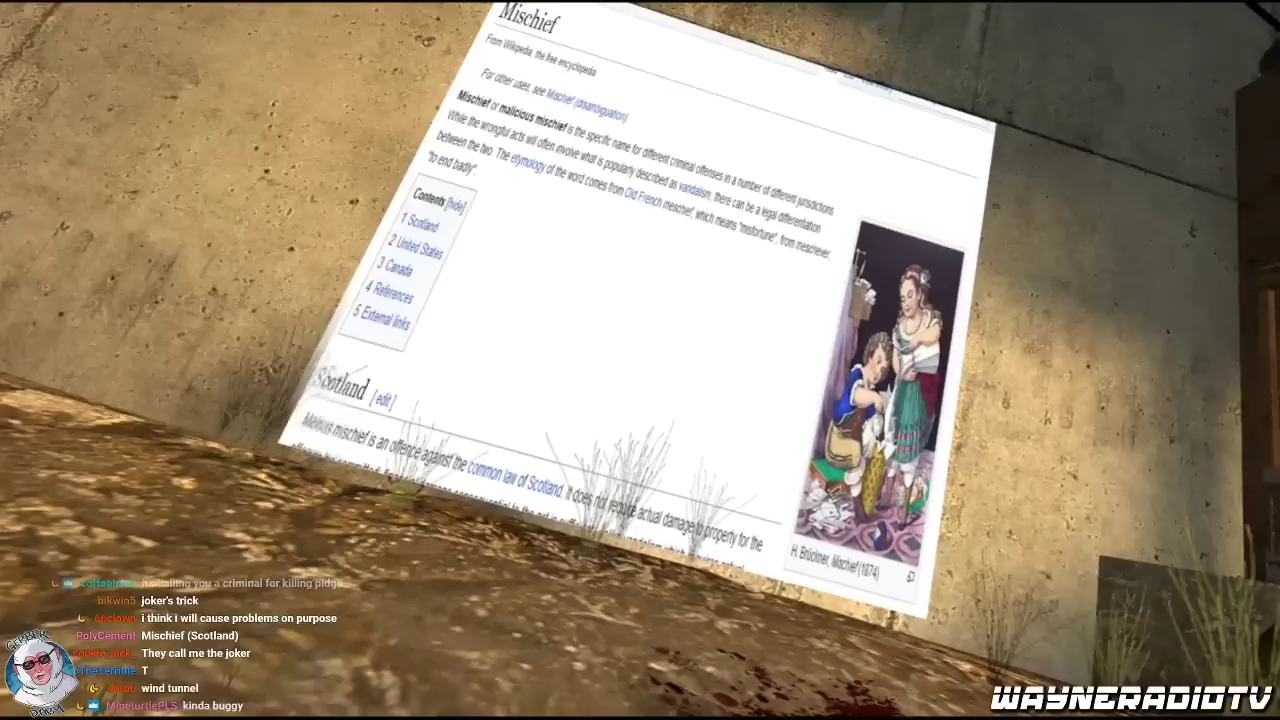 Mischief
From Wikipedia, the free encyclopedia
For other uses, see Mischief (disambiguation)
Mischief or malicious mischief is the specific name for different criminal offenses in a number of different jurisdictions
While the wrongful acts will often involve what is popularly described as vandalism, there can be a legal differentiation
between the two. The etymology of the word comes from Old French meschief, which means "misfortune", from meschever,
"to end badly"
Contents [hide]
1 Scotland
2 United States
3 Canada
4 References
5 External links
Scotland [edit]
mischief is an offence against the common law of Scotland. It does not require actual damage to property for the
H. Brückner, Mischief (1874)
it's calling you a criminal for killing pidge
bikwin5 joker's trick
i think i will cause problems on purpose
PolyCement Mischief (Scotland)
They call me the joker
T
wind tunnel
MineturtlePLS kinda buggy
WAYNERADIOTV